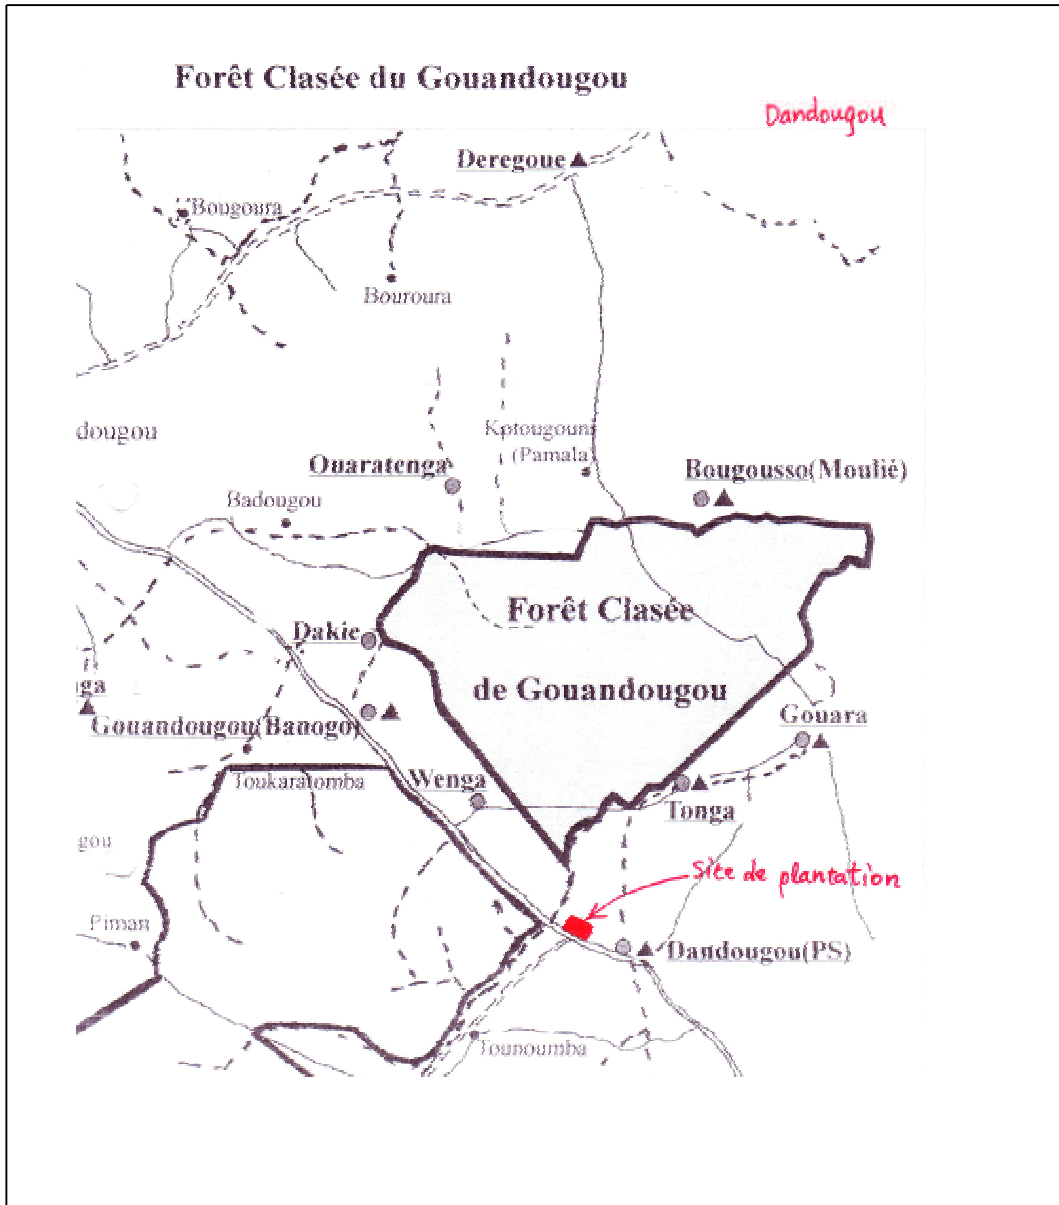 Forêt Clasée du Gouandougou
Dandougou
Deregoue
Bougoura
Bouroura
dougou
Kotougouni
(Pamala)
Ouaratenga
Bougousso(Moulié)
Badougou
Forêt Clasée
Dakie
de Gouandougou
ga
Gouandougou(Banogo)
Gouara
Toukaratomba
Wenga
Tonga
gou
Site de plantation
Piman
Dandougou(PS)
Tounoumba